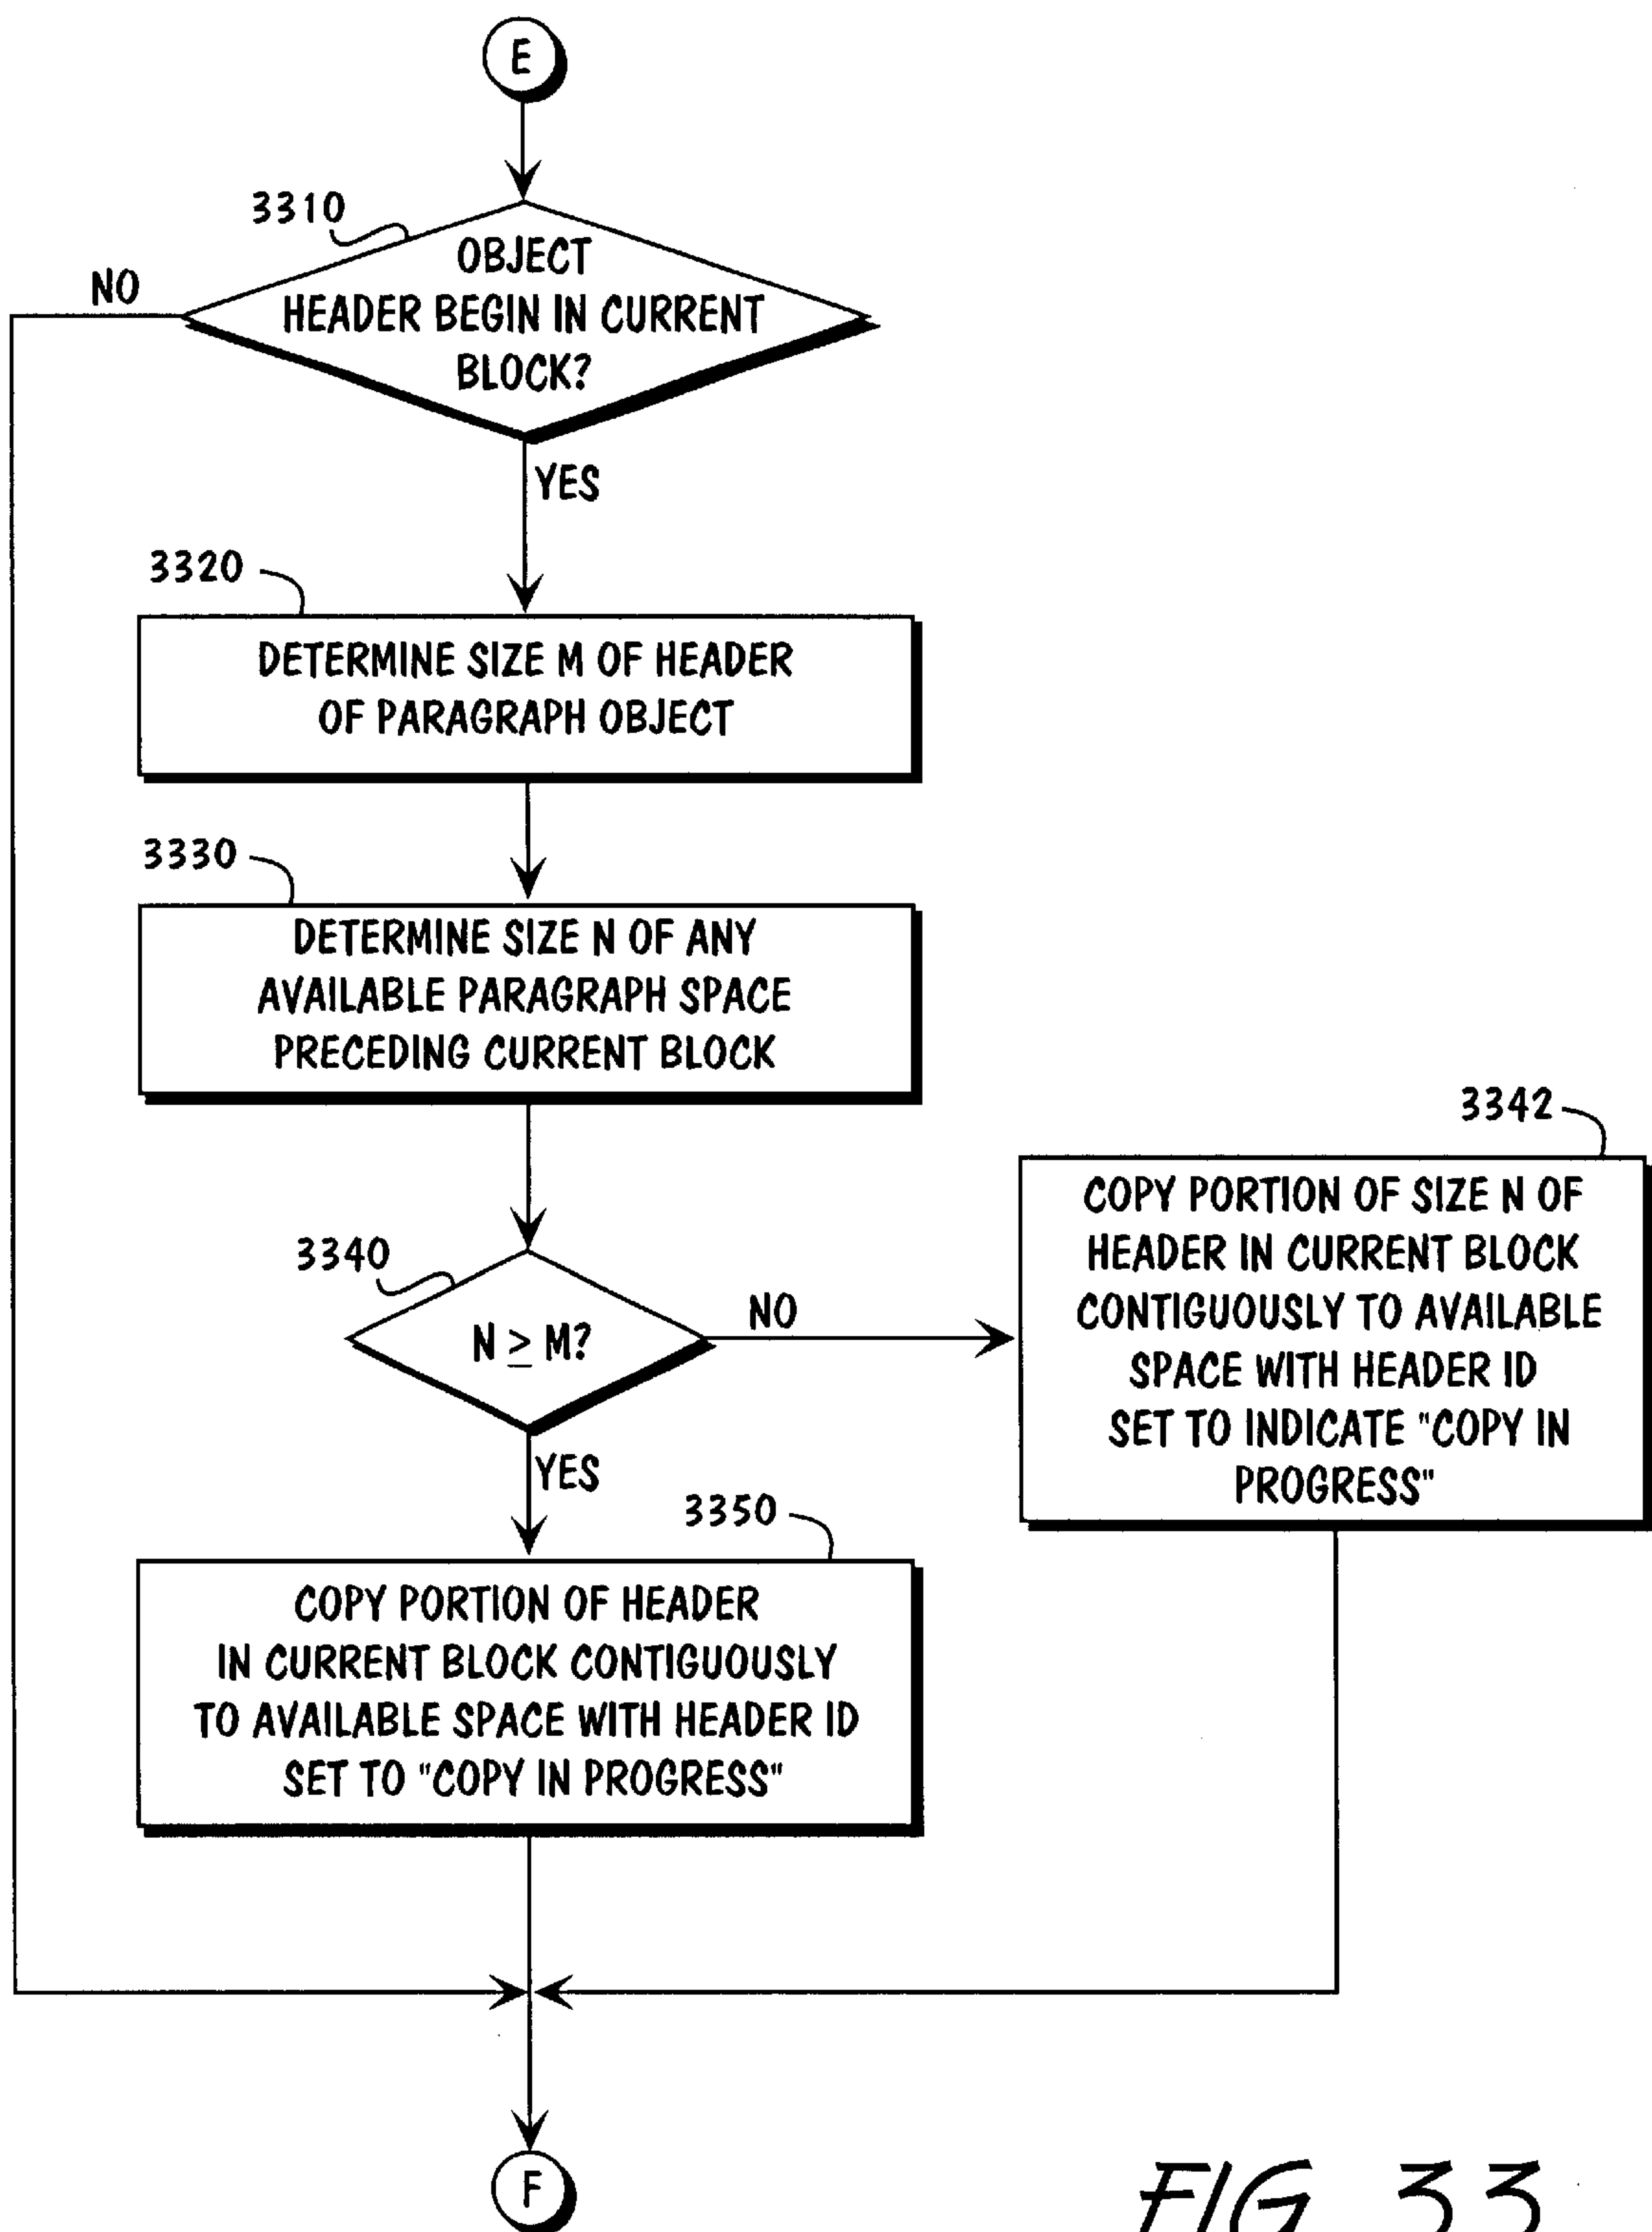 E
3310
OBJECT
HEADER BEGIN IN CURRENT
BLOCK?
NO
YES
3320
DETERMINE SIZE M OF HEADER
OF PARAGRAPH OBJECT
3330
DETERMINE SIZE N OF ANY
AVAILABLE PARAGRAPH SPACE
PRECEDING CURRENT BLOCK
3340
N ≥ M?
NO
3342
COPY PORTION OF SIZE N OF
HEADER IN CURRENT BLOCK
CONTIGUOUSLY TO AVAILABLE
SPACE WITH HEADER ID
SET TO INDICATE "COPY IN
PROGRESS"
YES
3350
COPY PORTION OF HEADER
IN CURRENT BLOCK CONTIGUOUSLY
TO AVAILABLE SPACE WITH HEADER ID
SET TO "COPY IN PROGRESS"
F
FIG 33